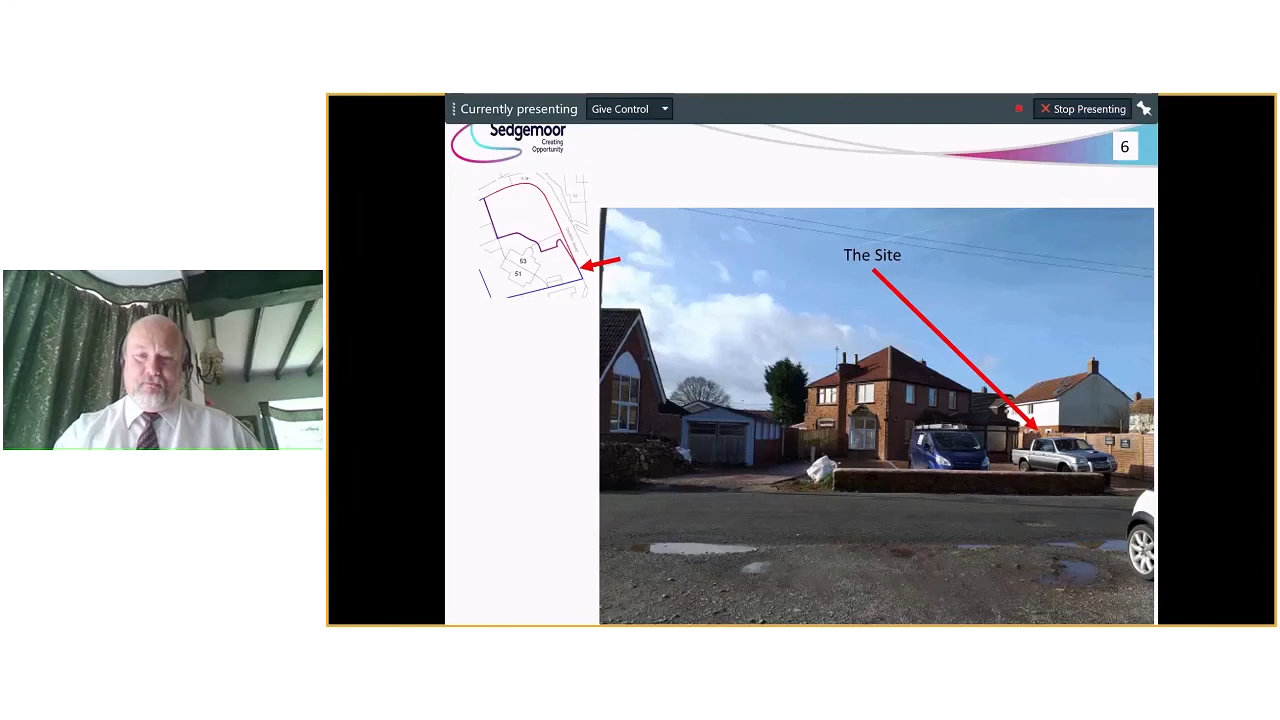 Currently presenting
Give Control
Stop Presenting
Sedgemoor
Creating
Opportunity
6
53
51
The Site